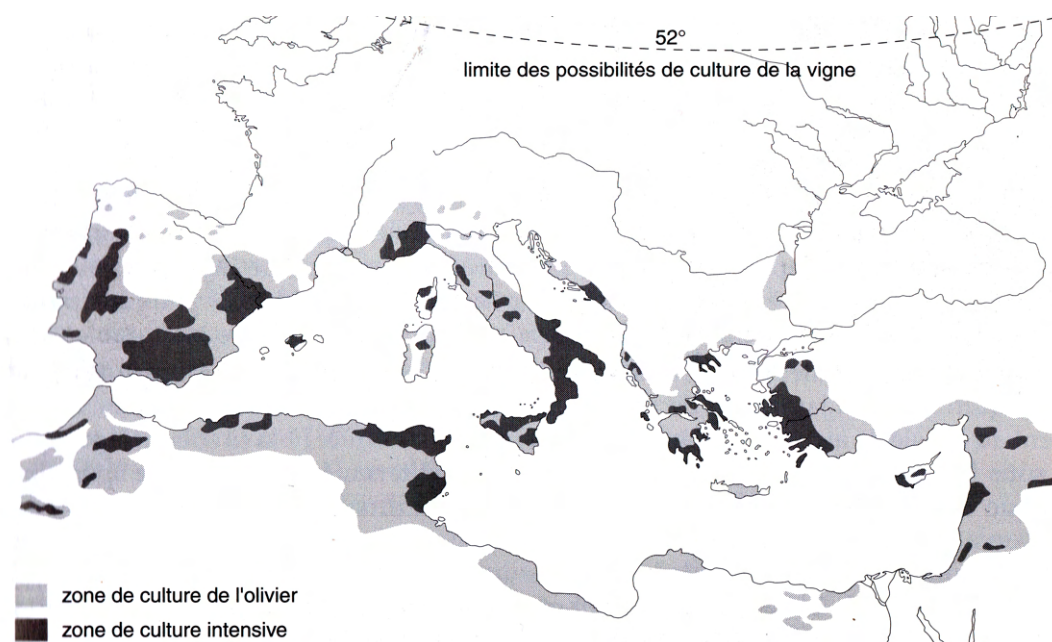 52°
limite des possibilités de culture de la vigne
zone de culture de l'olivier
zone de culture intensive